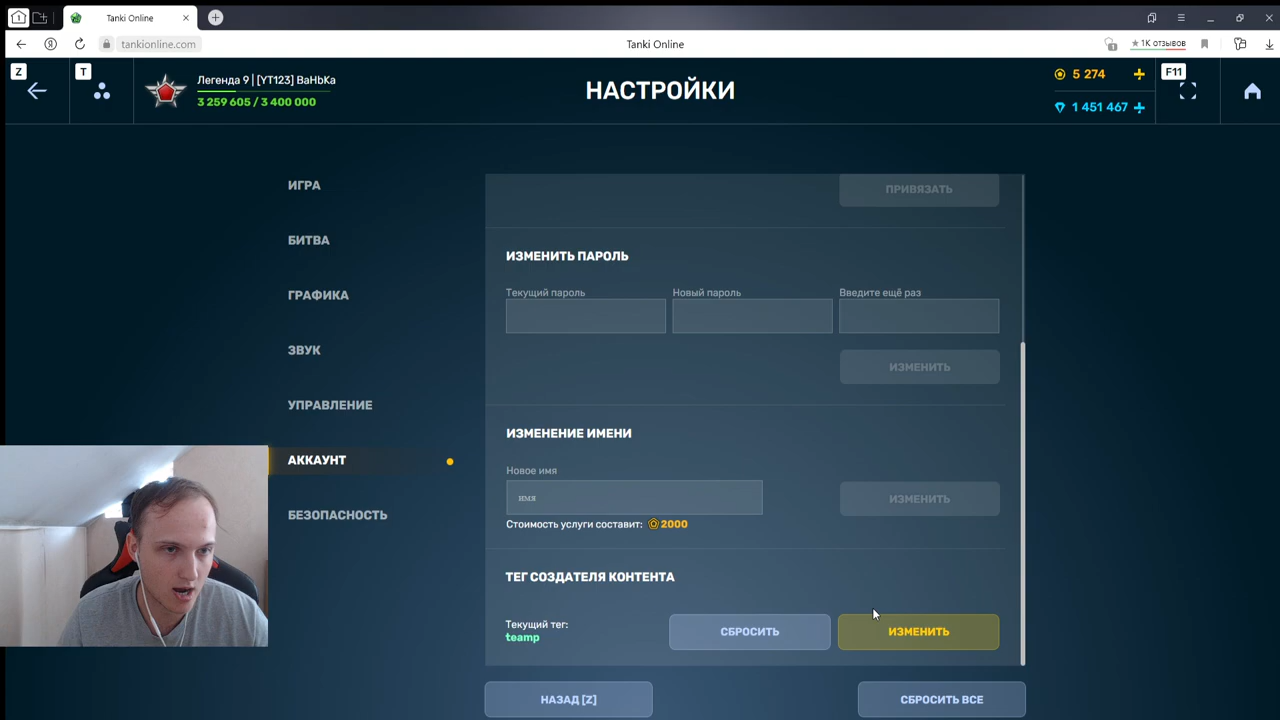 Tanki Online
tankionline.com
Tanki Online
1K отзывов
Z
T
Легенда 9 | [YT123] BaHbKa
3 259 605 / 3 400 000
НАСТРОЙКИ
5 274
1 451 467
F11
ИГРА
БИТВА
ГРАФИКА
ЗВУК
УПРАВЛЕНИЕ
АККАУНТ
БЕЗОПАСНОСТЬ
ПРИВЯЗАТЬ
ИЗМЕНИТЬ ПАРОЛЬ
Текущий пароль
Новый пароль
Введите ещё раз
ИЗМЕНИТЬ
ИЗМЕНЕНИЕ ИМЕНИ
Новое имя
имя
ИЗМЕНИТЬ
Стоимость услуги составит: 2000
ТЕГ СОЗДАТЕЛЯ КОНТЕНТА
Текущий тег:
teamp
СБРОСИТЬ
ИЗМЕНИТЬ
НАЗАД [Z]
СБРОСИТЬ ВСЕ